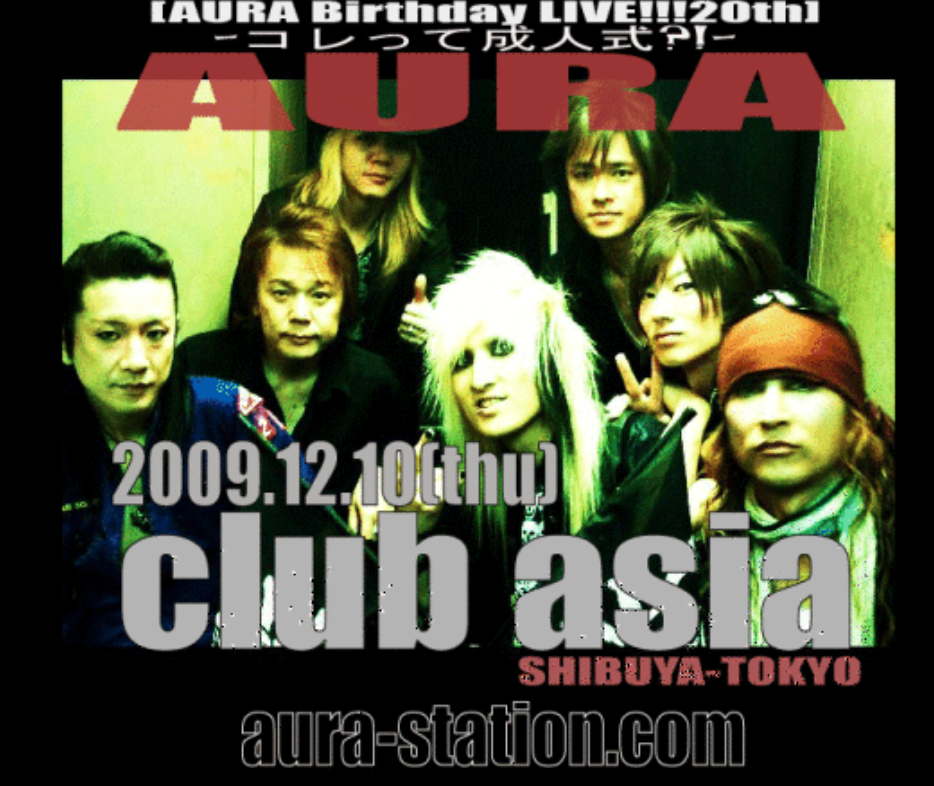 [AURA Birthday LIVE!!!20th]
-コレって成人式?!-
AURA
2009.12.10(thu)
club asia
SHIBUYA-TOKYO
aura-station.com